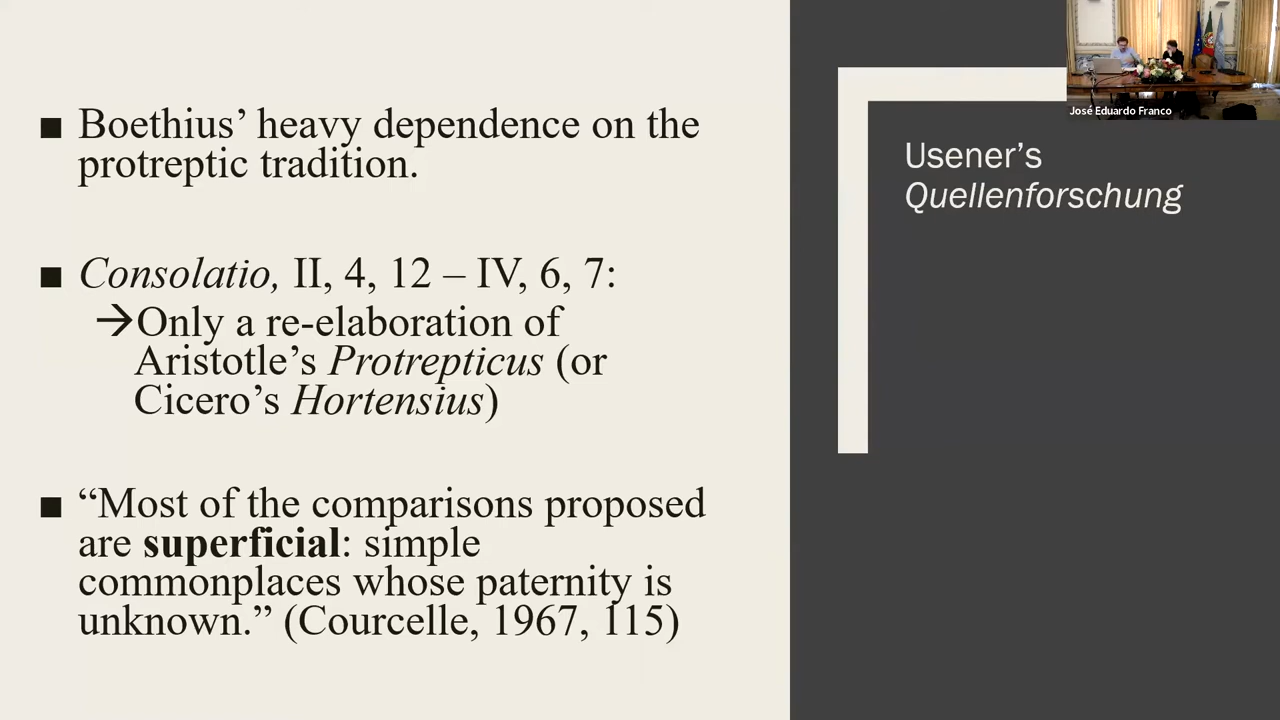 ■ Boethius’ heavy dependence on the
protreptic tradition.
■ Consolatio, II, 4, 12 – IV, 6, 7:
→Only a re-elaboration of
Aristotle’s Protrepticus (or
Cicero’s Hortensius)
■ “Most of the comparisons proposed
are superficial: simple
commonplaces whose paternity is
unknown.” (Courcelle, 1967, 115)
Usener’s
Quellenforschung
José Eduardo Franco